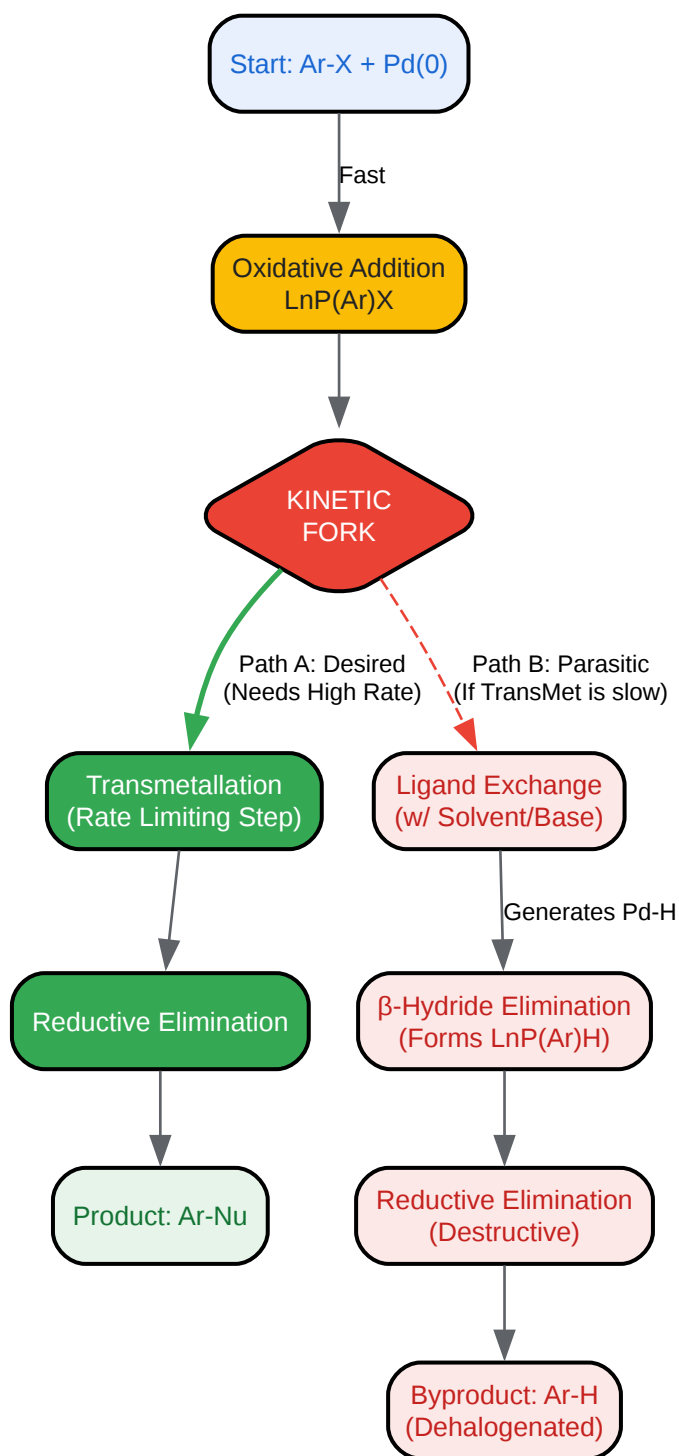 Start: Ar-X + Pd(0)
Fast
Oxidative Addition
LnP(Ar)X
KINETIC
FORK
Path A: Desired
(Needs High Rate)
Path B: Parasitic
(If TransMet is slow)
Transmetallation
(Rate Limiting Step)
Ligand Exchange
(w/ Solvent/Base)
Generates Pd-H
Reductive Elimination
β-Hydride Elimination
(Forms LnP(Ar)H)
Product: Ar-Nu
Reductive Elimination
(Destructive)
Byproduct: Ar-H
(Dehalogenated)